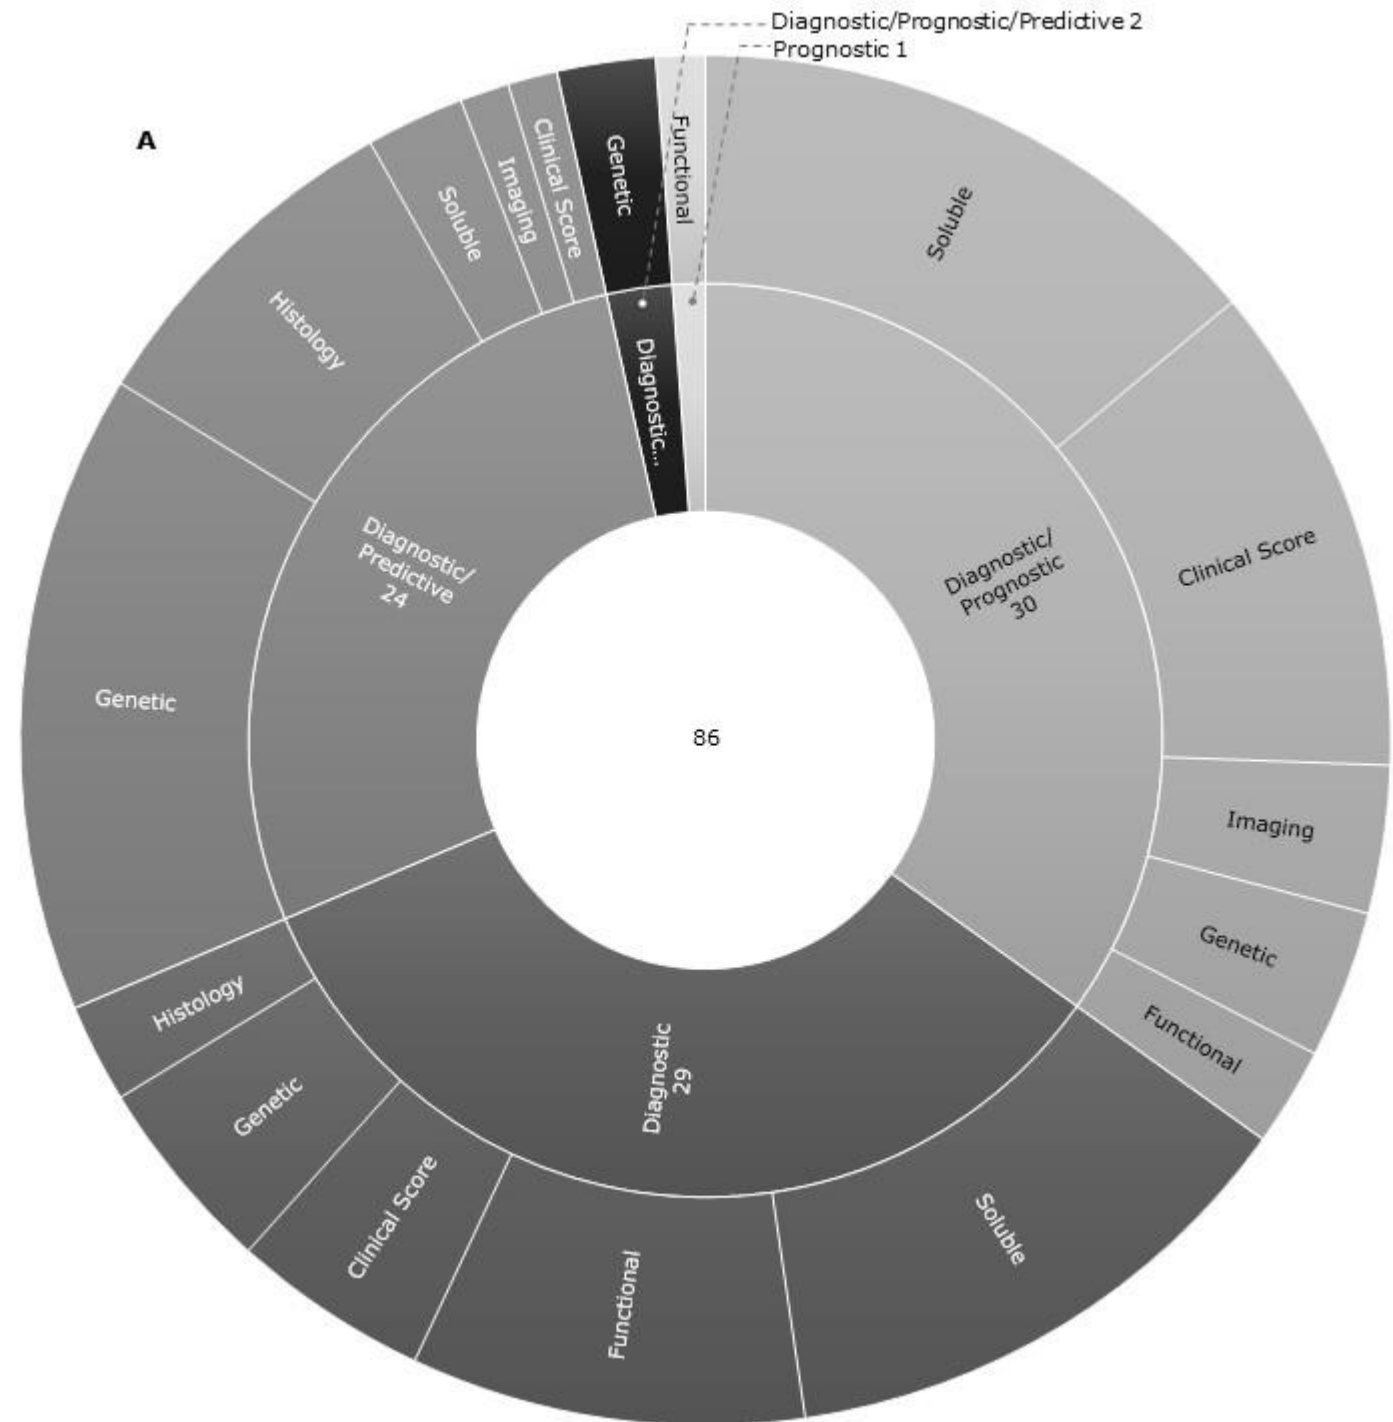 Diagnostic/Prognostic/Predictive 2
Prognostic 1
A
Soluble
Clinical Score
Imaging
Genetic
Functional
Diagnostic/
Prognostic
30
Soluble
Functional
Clinical Score
Genetic
Histology
Diagnostic
29
Genetic
Histology
Soluble
Imaging
Clinical Score
Diagnostic/
Predictive
24
Genetic
Diagnostic...
Functional
86